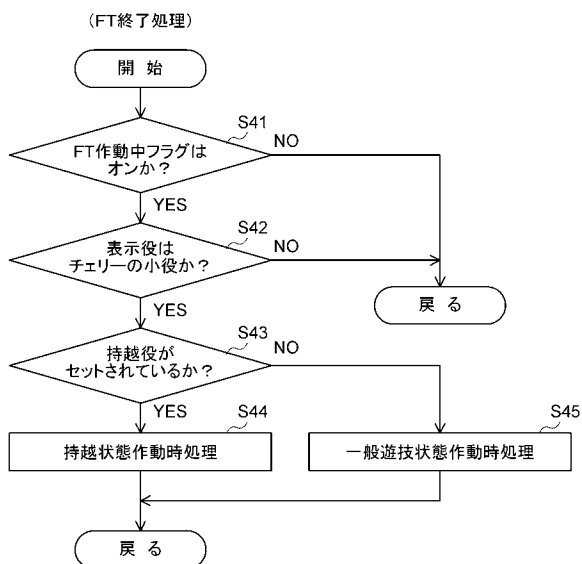 (FT終了処理)
開 始
S41
FT作動中フラグは
オンか?
NO
YES
S42
表示役は
チェリーの小役か?
NO
YES
戻 る
S43
持越役が
セットされているか?
NO
YES
S44
持越状態作動時処理
S45
一般遊技状態作動時処理
戻 る